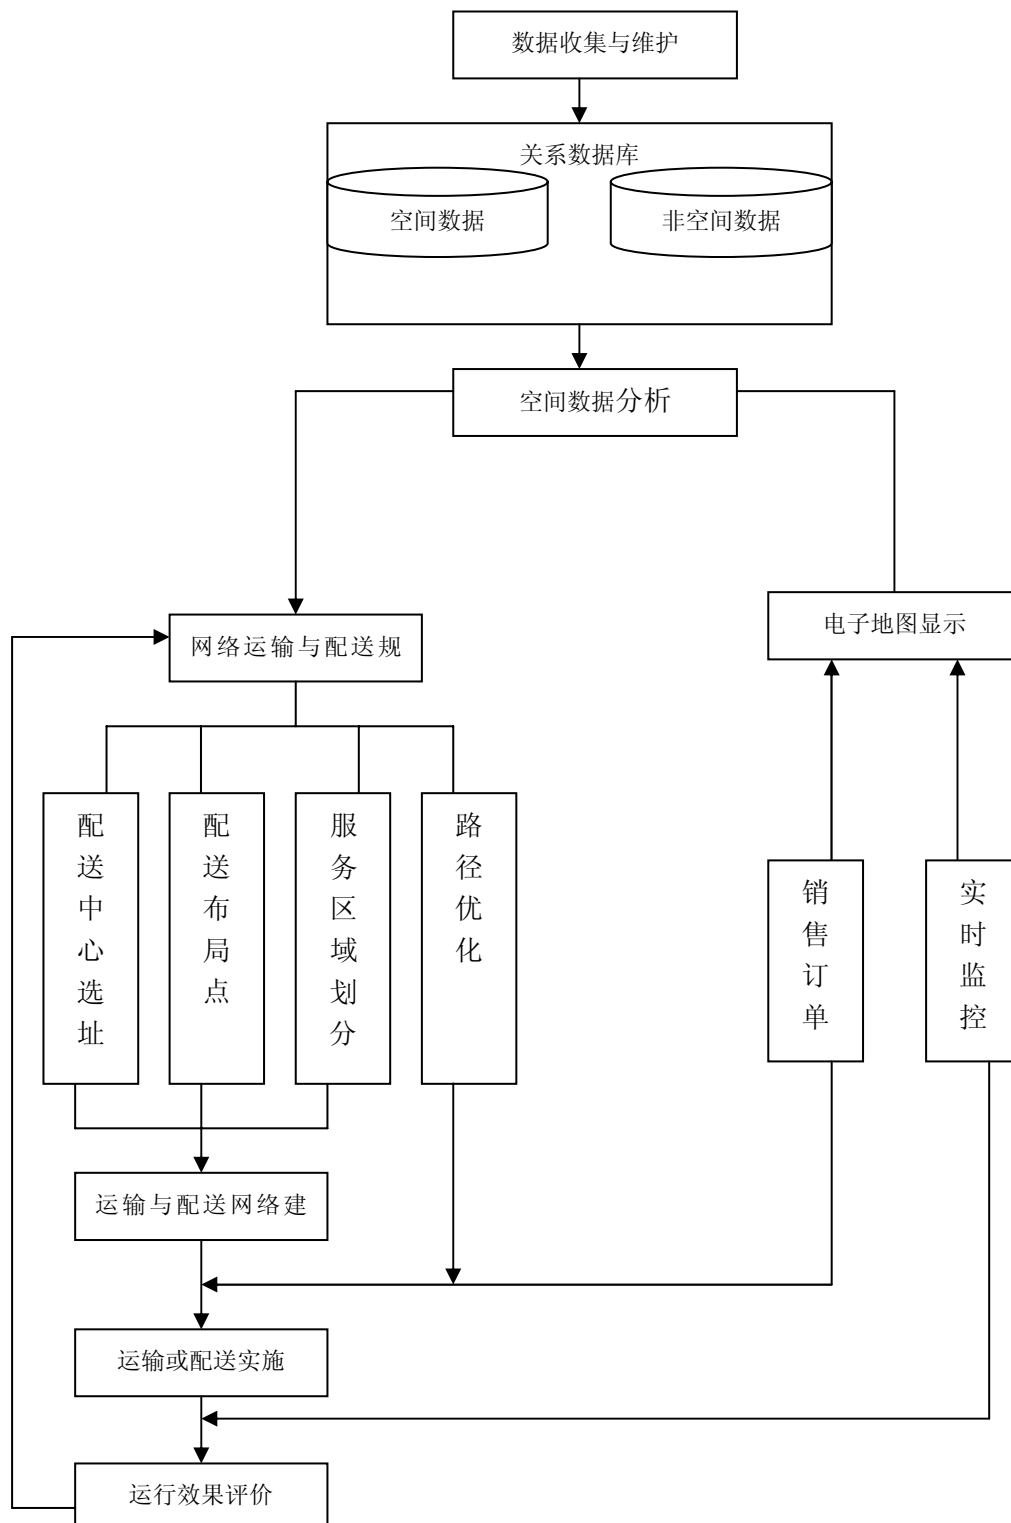 数据收集与维护
关系数据库
空间数据
非空间数据
空间数据分析
网络运输与配送规
电子地图显示
配送中心选址
配送布局点
服务区域划分
路径优化
销售订单
实时监控
运输与配送网络建
运输或配送实施
运行效果评价